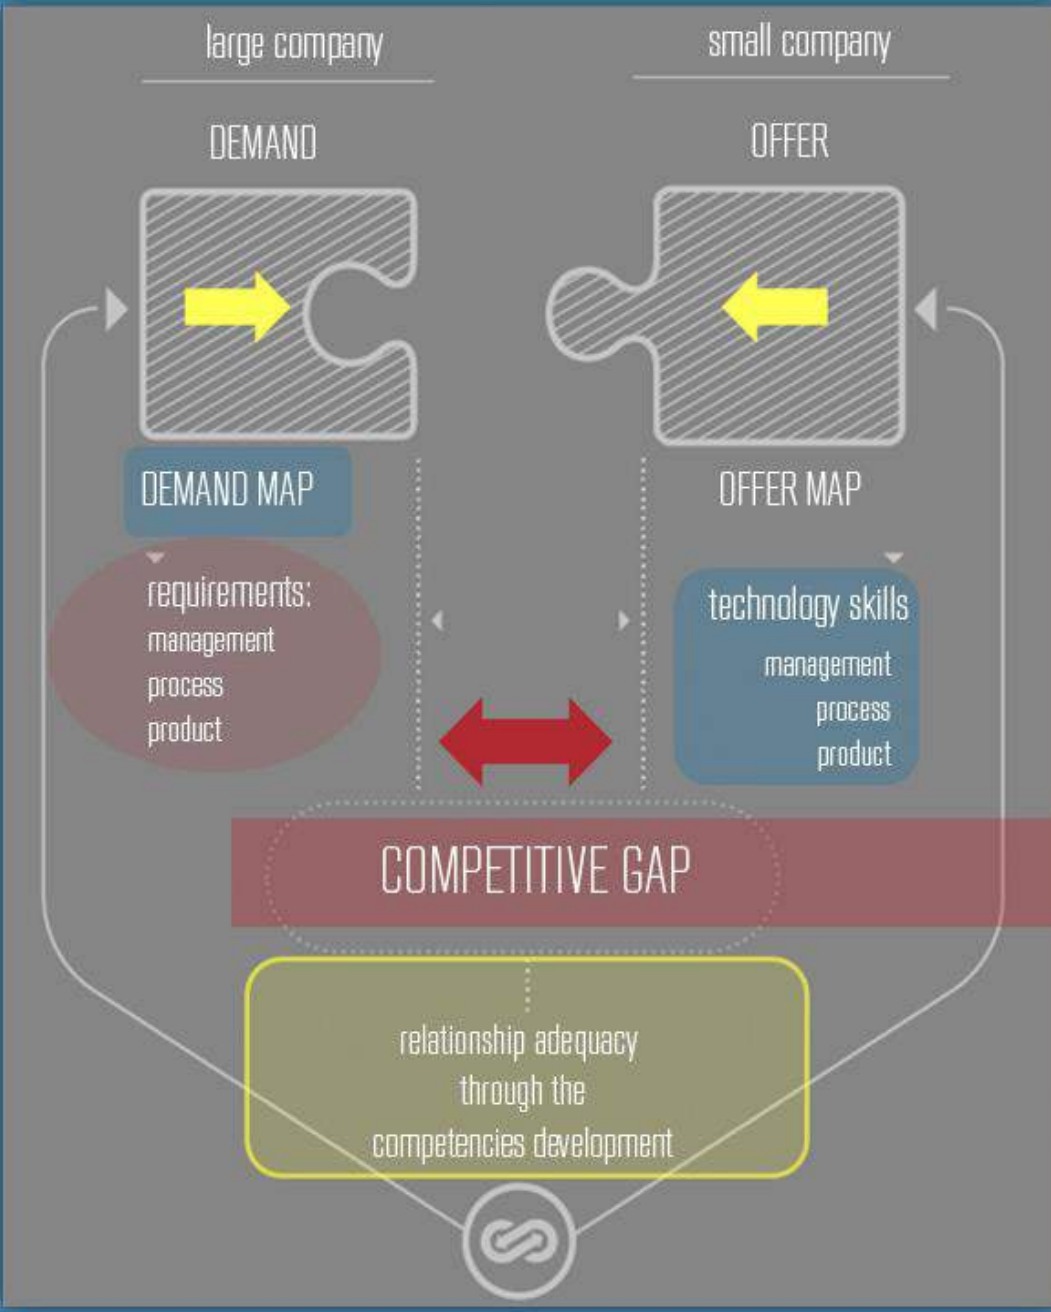 large company
small company
DEMAND
OFFER
DEMAND MAP
OFFER MAP
requirements:
management
process
product
technology skills
management
process
product
COMPETITIVE GAP
relationship adequacy
through the
competencies development